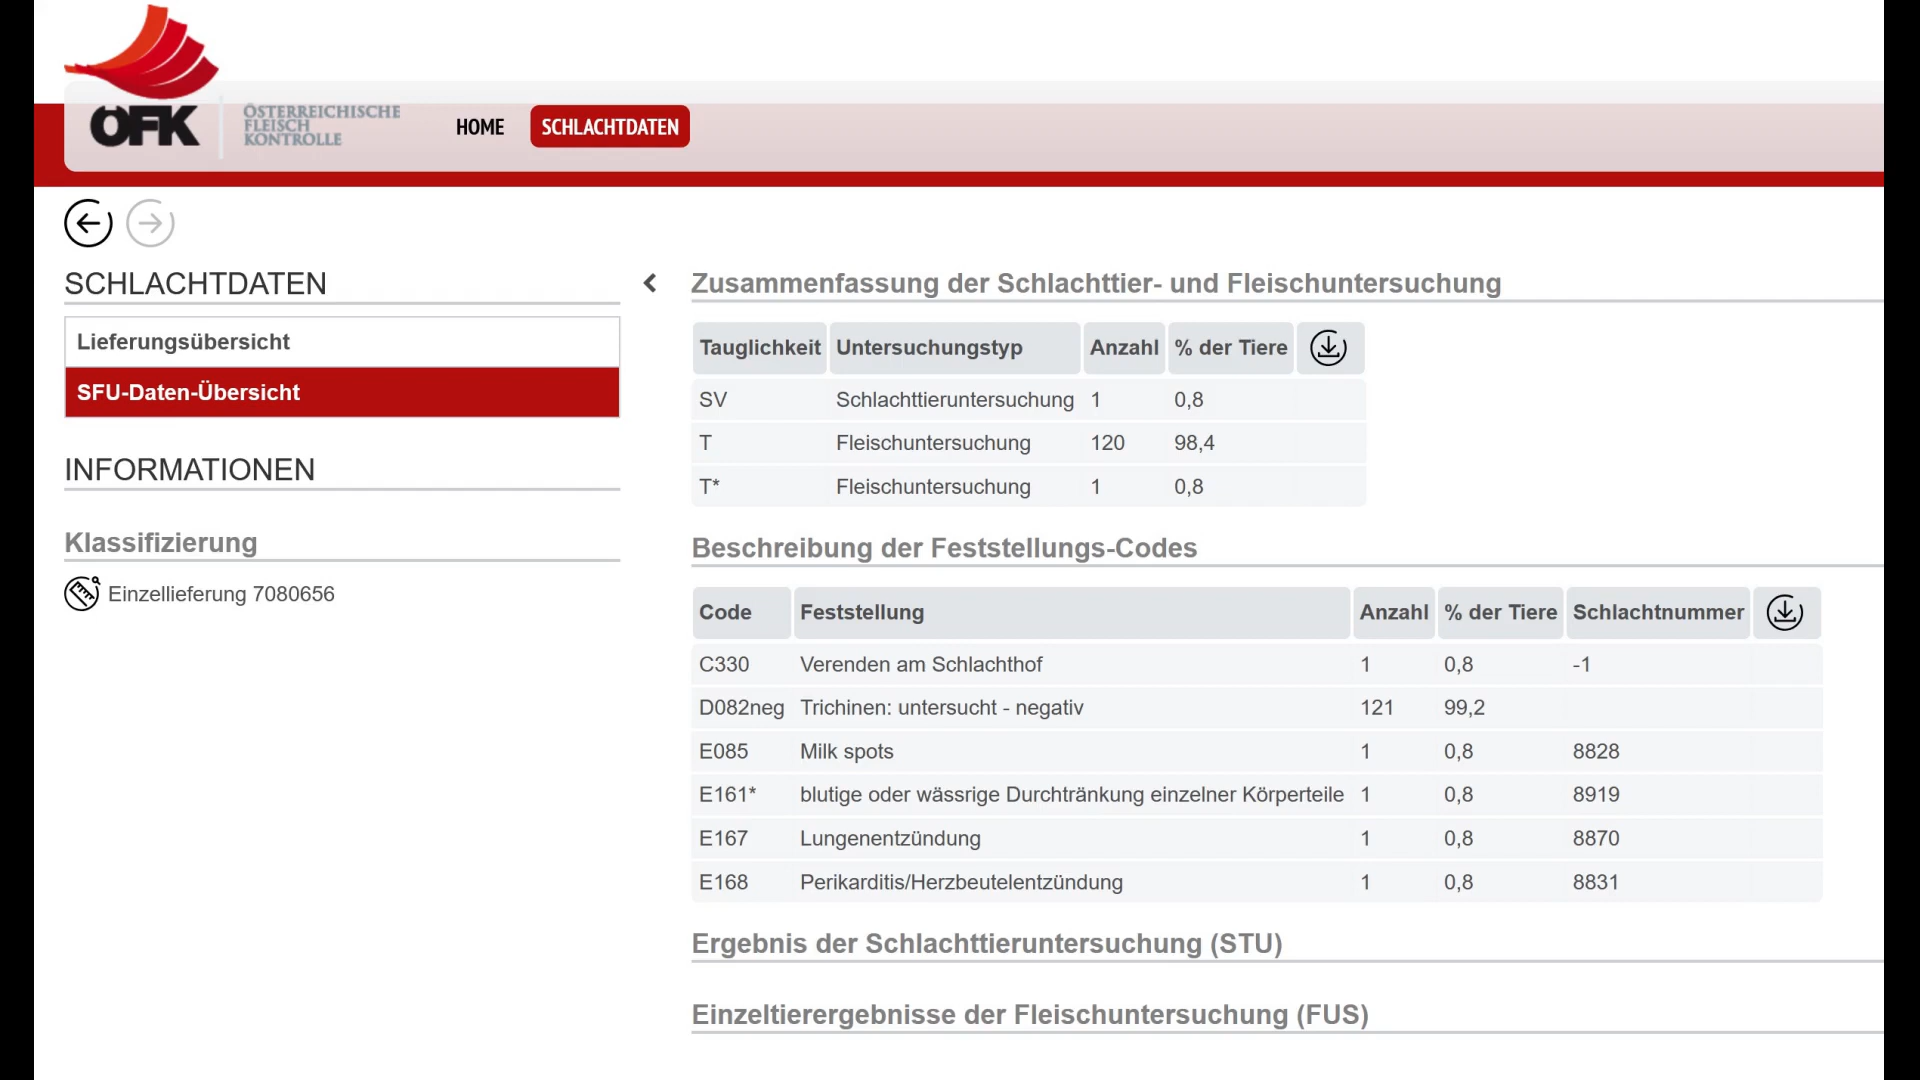 ÖFK
ÖSTERREICHISCHE
FLEISCH
KONTROLLE
HOME
SCHLACHTDATEN
SCHLACHTDATEN
Lieferungsübersicht
SFU-Daten-Übersicht
INFORMATIONEN
Klassifizierung
Einzellieferung 7080656
Zusammenfassung der Schlachttier- und Fleischuntersuchung
Tauglichkeit Untersuchungstyp Anzahl % der Tiere
SV Schlachttieruntersuchung 1 0,8
T Fleischuntersuchung 120 98,4
T* Fleischuntersuchung 1 0,8
Beschreibung der Feststellungs-Codes
Code Feststellung Anzahl % der Tiere Schlachtnummer
C330 Verenden am Schlachthof 1 0,8 -1
D082neg Trichinen: untersucht - negativ 121 99,2
E085 Milk spots 1 0,8 8828
E161* blutige oder wässrige Durchtränkung einzelner Körperteile 1 0,8 8919
E167 Lungenentzündung 1 0,8 8870
E168 Perikarditis/Herzbeutelentzündung 1 0,8 8831
Ergebnis der Schlachttieruntersuchung (STU)
Einzeltierergebnisse der Fleischuntersuchung (FUS)